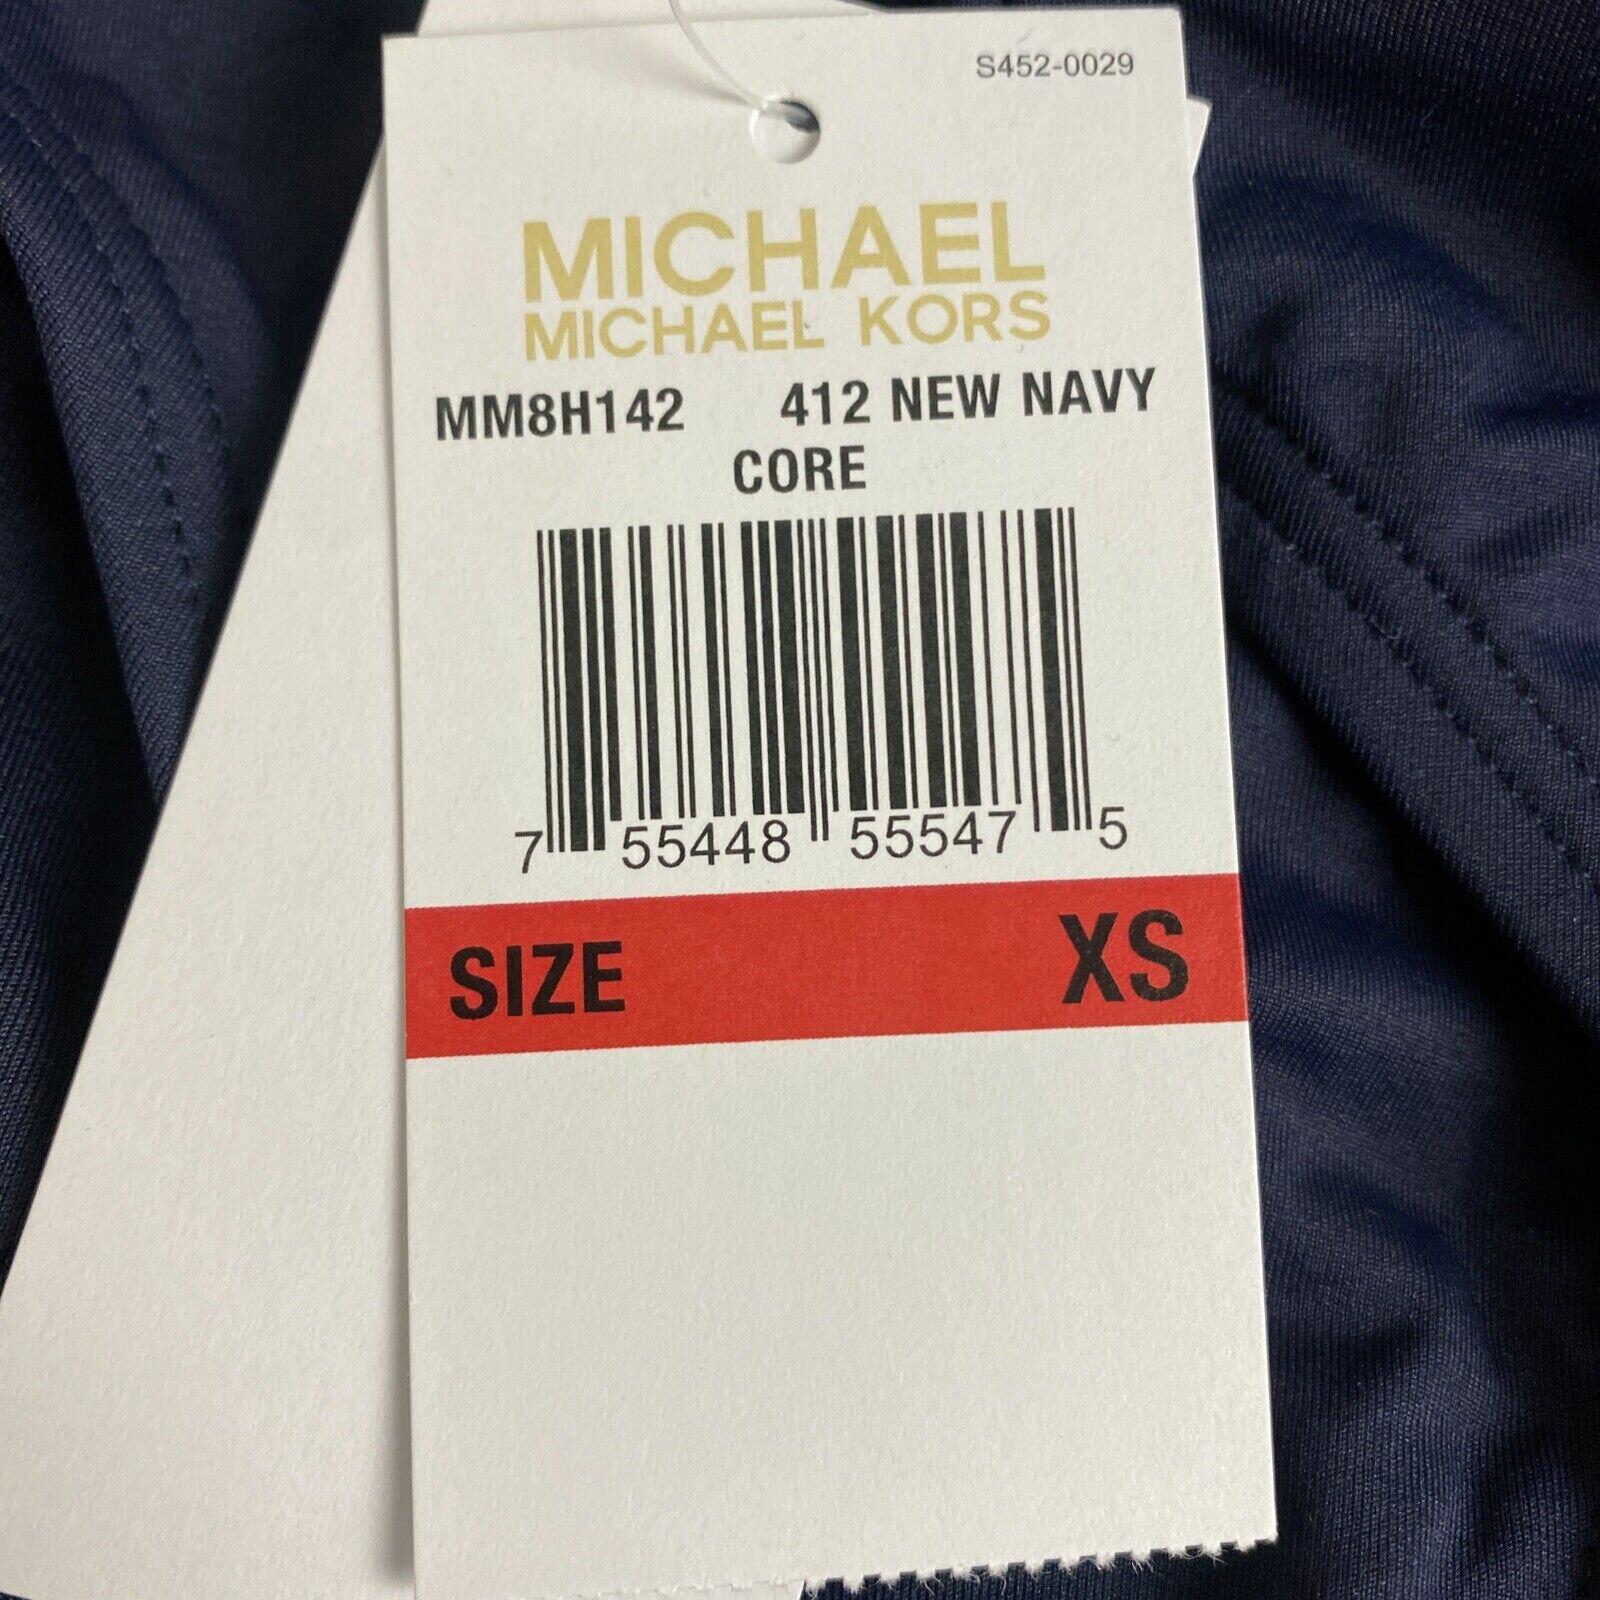 S452-0029
MICHAEL
MICHAEL KORS
MM8H142 412 NEW NAVY
CORE
7 55448 55547 5
SIZE XS